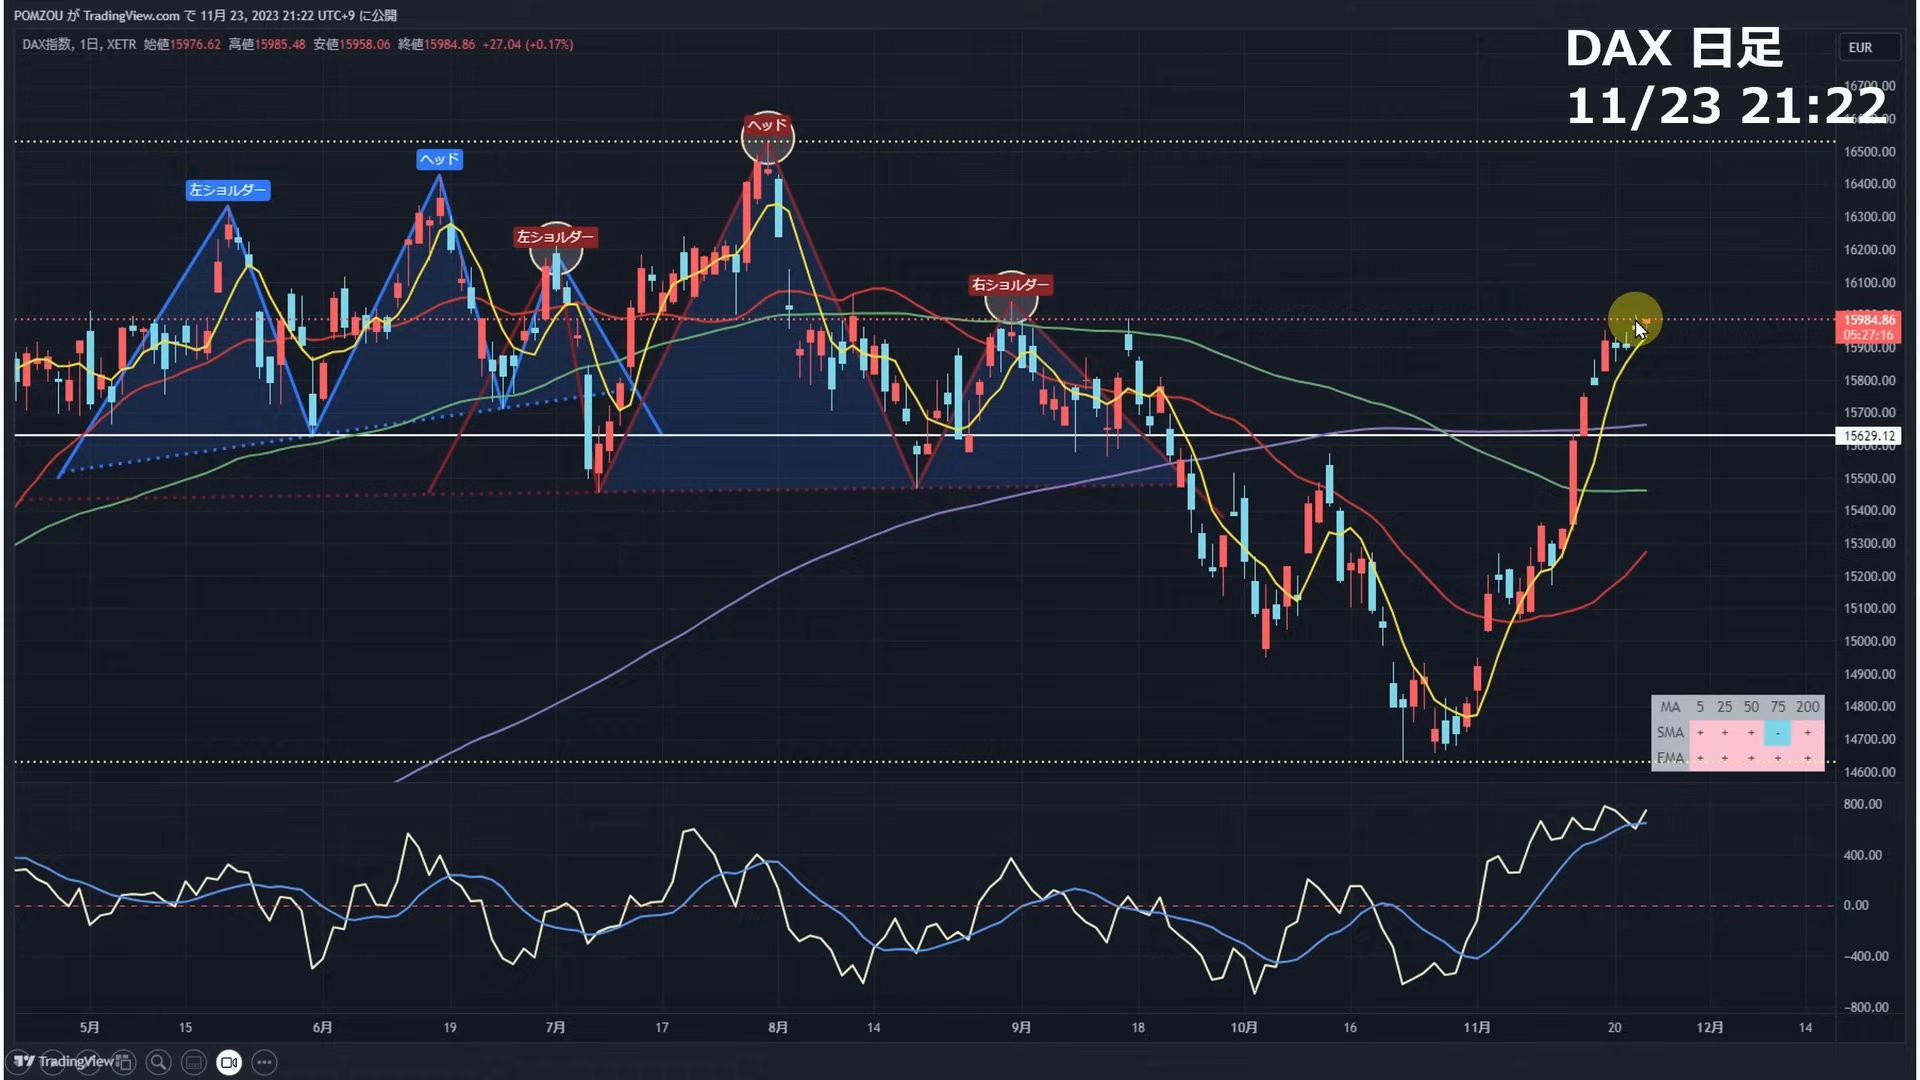 POMZOU が TradingView.com で 11月 23, 2023 21:22 UTC+9 に公開
DAX指数, 1日, XETR 始値15976.62 高値15985.48 安値15958.06 終値15984.86 +27.04 (+0.17%)
DAX 日足
11/23 21:22
EUR
ヘッド
ヘッド
左ショルダー
左ショルダー
右ショルダー
16700.00
16500.00
16400.00
16300.00
16200.00
16100.00
15984.86
05:27:16
15900.00
15800.00
15700.00
15629.12
15500.00
15400.00
15300.00
15200.00
15100.00
15000.00
14900.00
14800.00
14700.00
14600.00
MA 5 25 50 75 200
SMA + + + - +
EMA + + + + +
800.00
400.00
0.00
−400.00
−800.00
5月 15 6月 19 7月 17 8月 14 9月 18 10月 16 11月 20 12月 14
TradingView